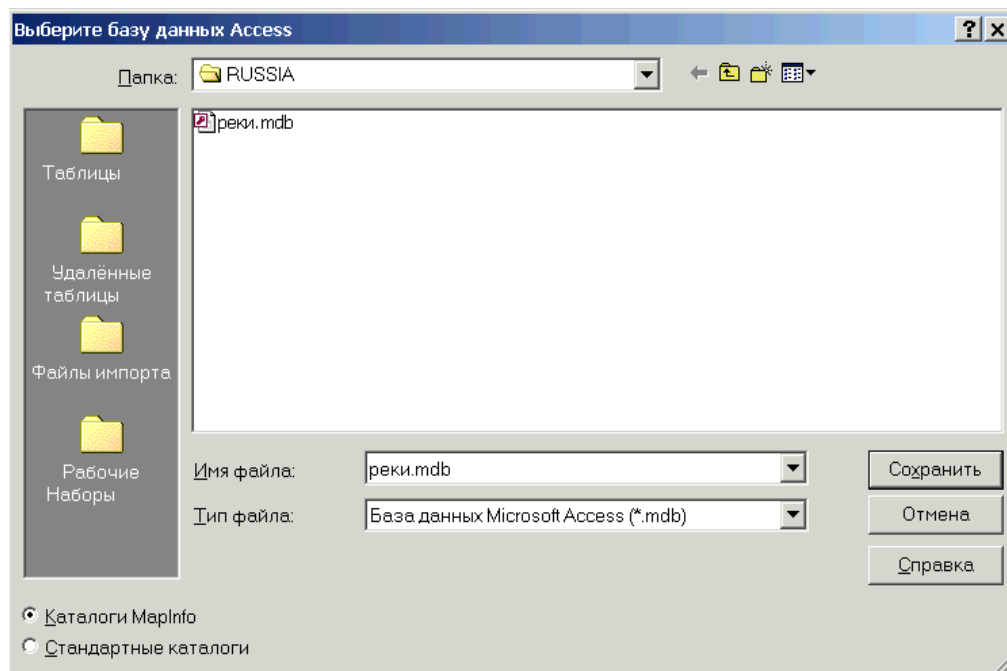 Выберите базу данных Access
Папка: RUSSIA
реки.mdb
Таблицы
Удалённые
таблицы
Файлы импорта
Рабочие
Наборы
Имя файла: реки.mdb Сохранить
Тип файла: База данных Microsoft Access (*.mdb) Отмена
Справка
Каталоги MapInfo
Стандартные каталоги